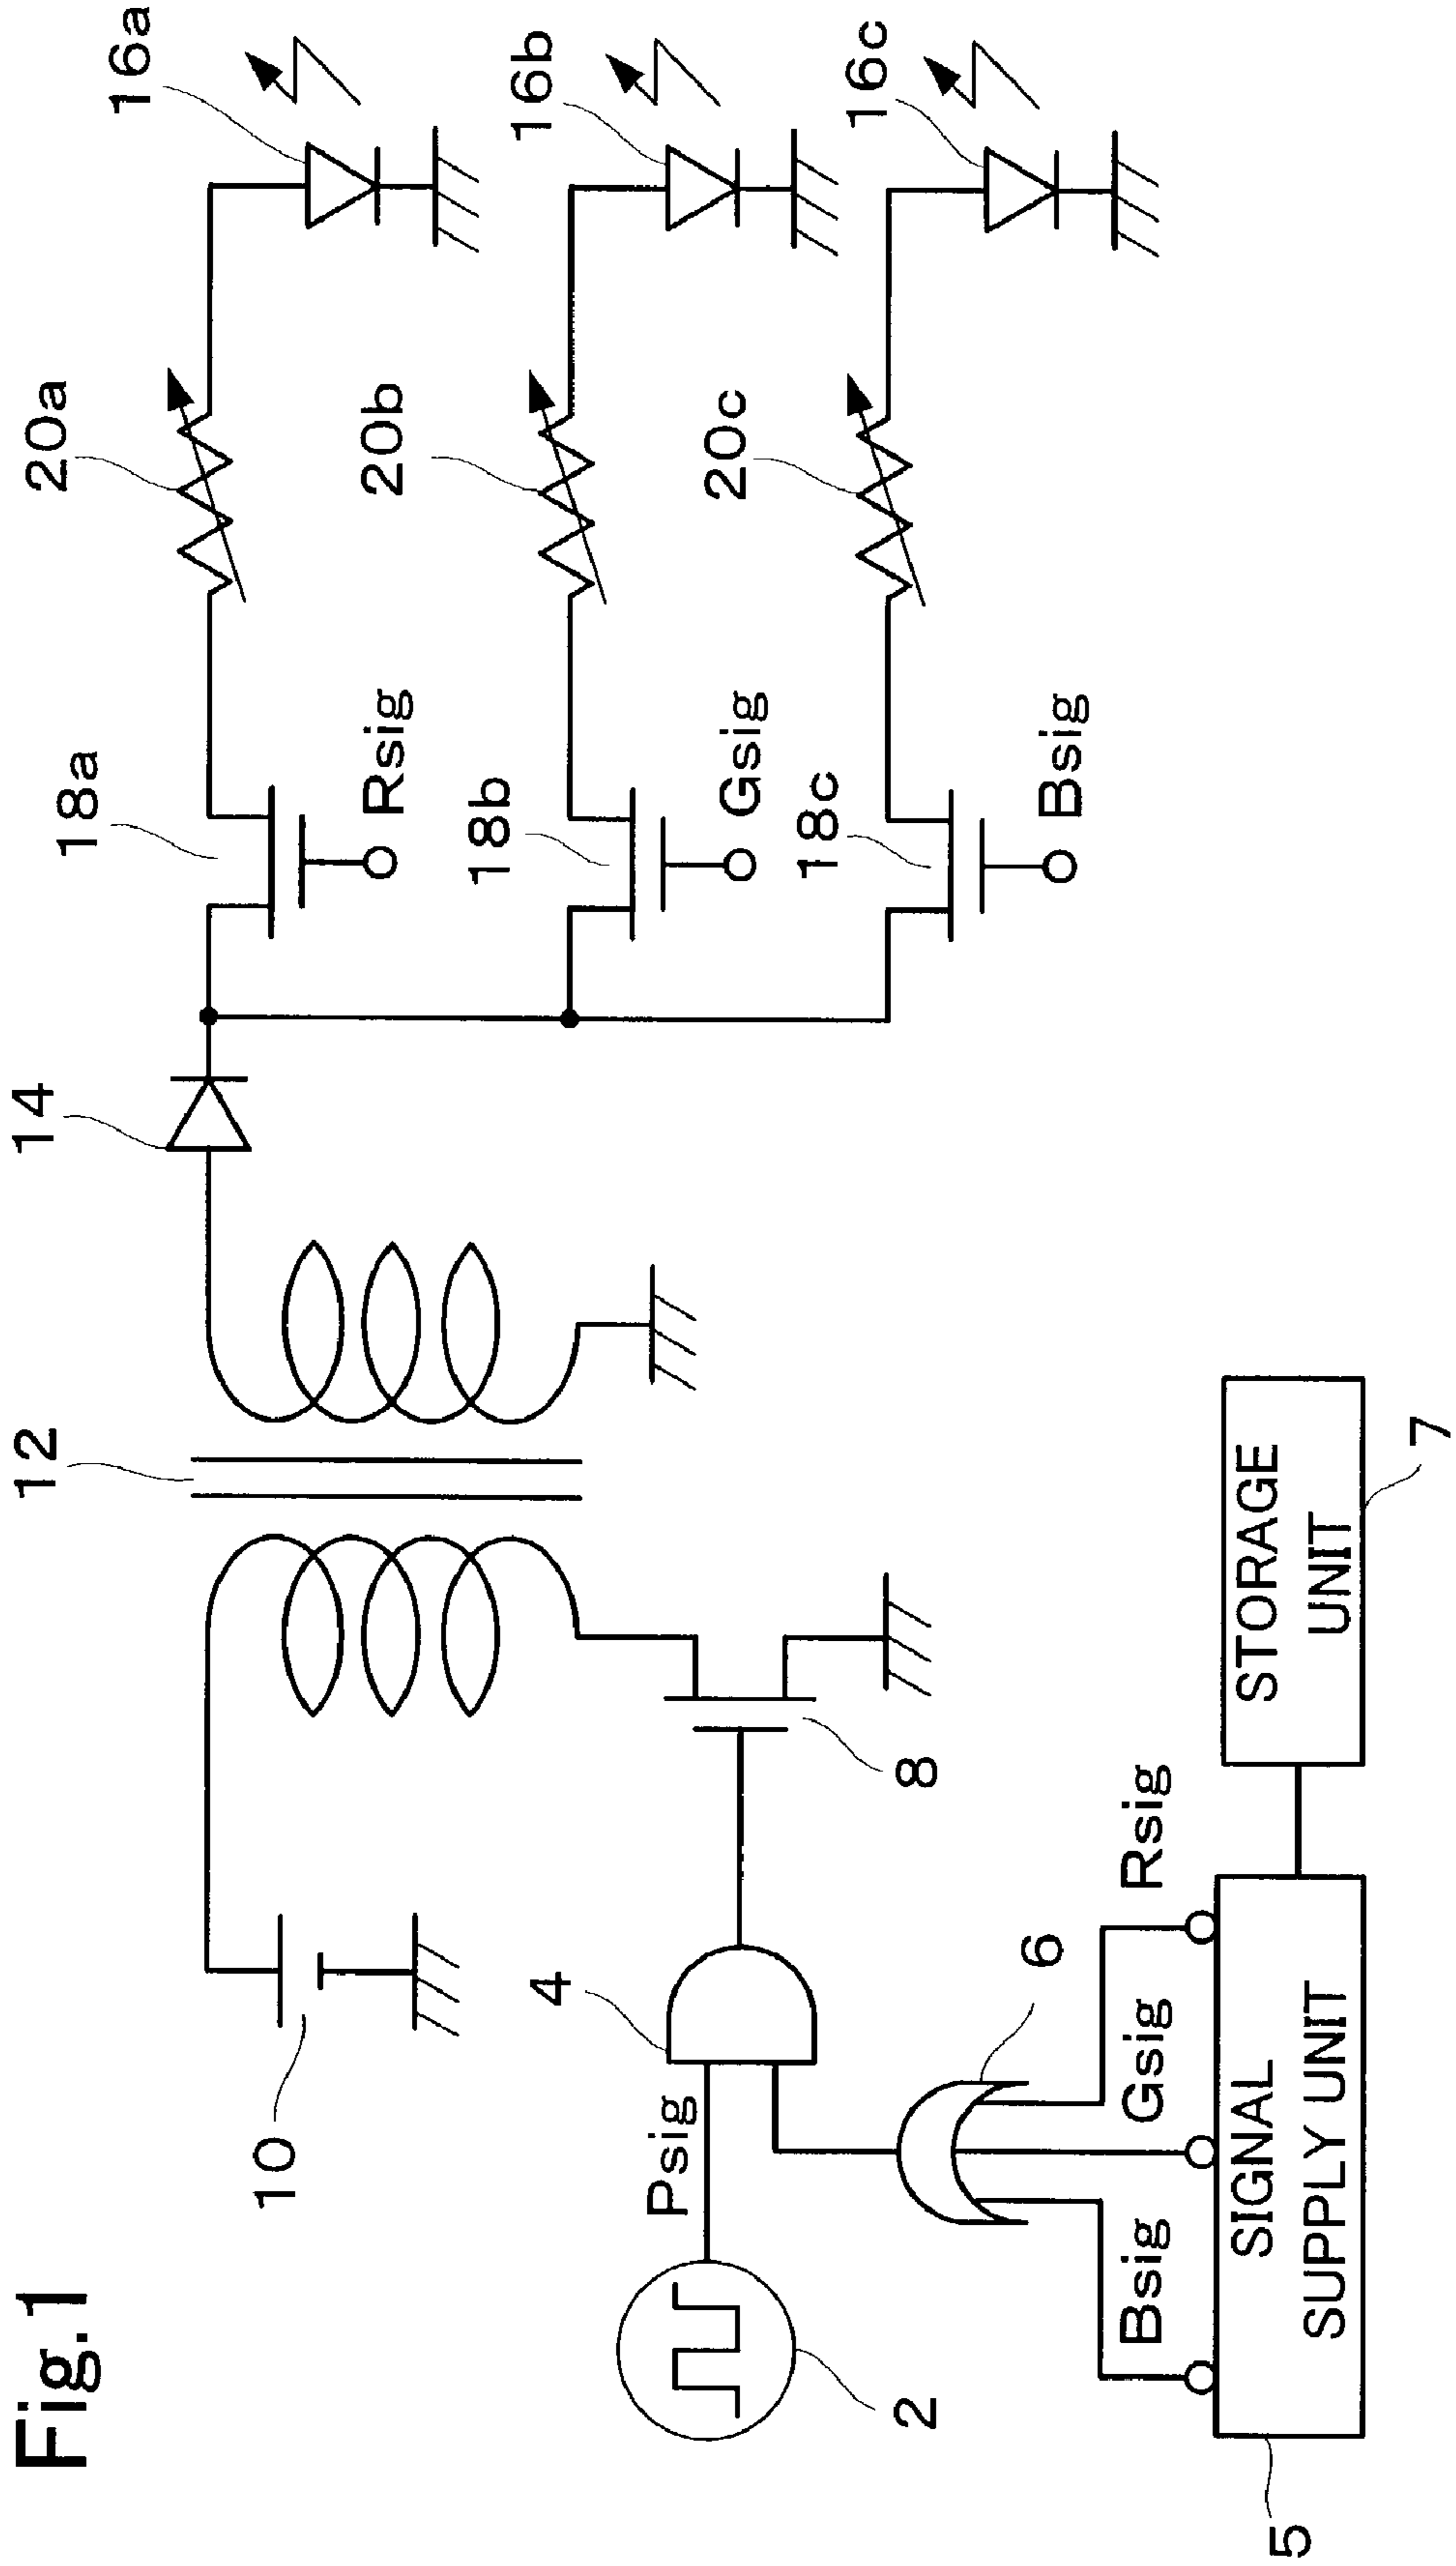 Fig.1
12
14
18a
20a
16a
10
Rsig
4
Psig
8
18b
Gsig
20b
16b
2
6
18c
Bsig
20c
16c
Bsig
Gsig
Rsig
5
SIGNAL
SUPPLY UNIT
STORAGE
UNIT
7